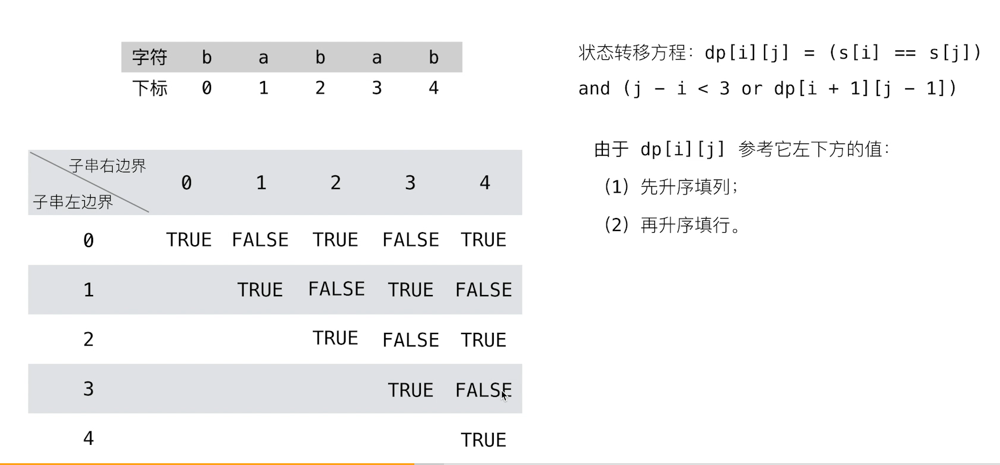 字符 b a b a b
下标 0 1 2 3 4
状态转移方程：dp[i][j] = (s[i] == s[j])
and (j - i < 3 or dp[i + 1][j - 1])
由于 dp[i][j] 参考它左下方的值：
（1）先升序填列；
（2）再升序填行。
子串右边界
子串左边界
0 1 2 3 4
0 TRUE FALSE TRUE FALSE TRUE
1 TRUE FALSE TRUE FALSE
2 TRUE FALSE TRUE
3 TRUE FALSE
4 TRUE